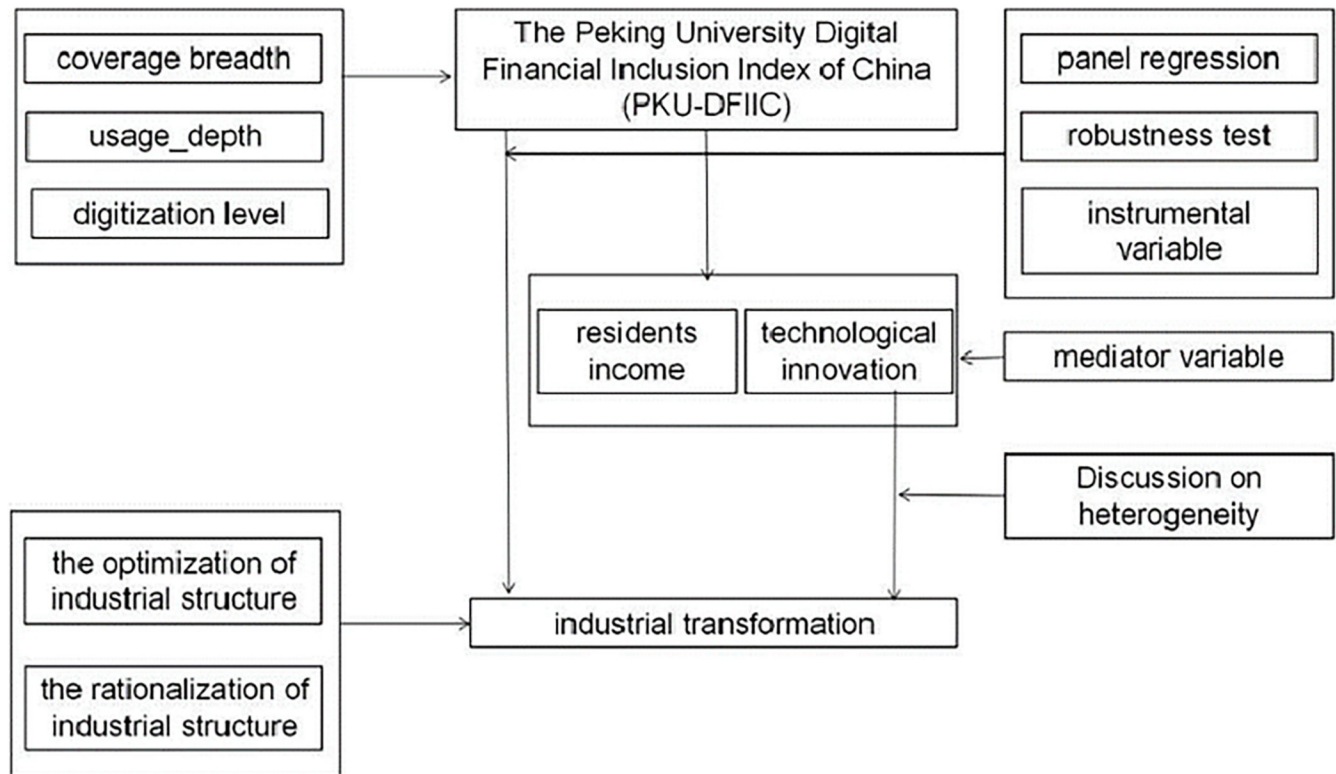 coverage breadth
usage_depth
digitization level
The Peking University Digital
Financial Inclusion Index of China
(PKU-DFIIC)
panel regression
robustness test
instrumental
variable
residents
income
technological
innovation
mediator variable
Discussion on
heterogeneity
the optimization of
industrial structure
the rationalization of
industrial structure
industrial transformation